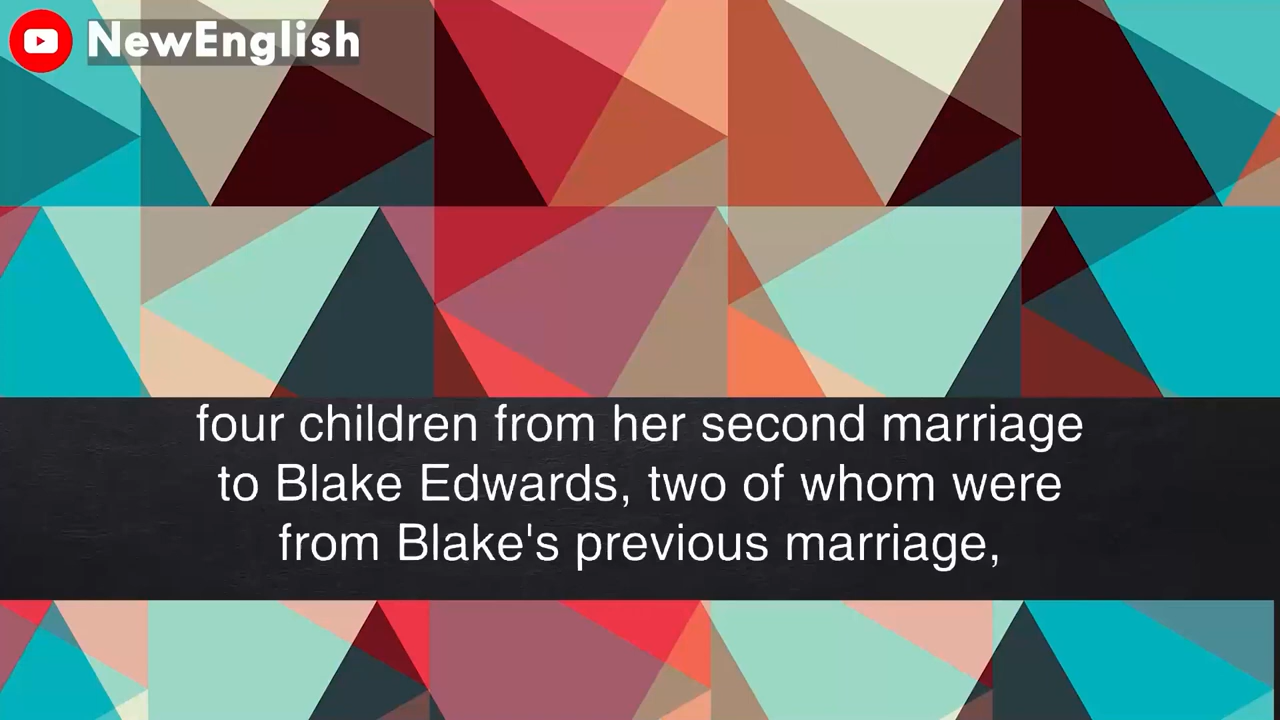 NewEnglish
four children from her second marriage
to Blake Edwards, two of whom were
from Blake's previous marriage,